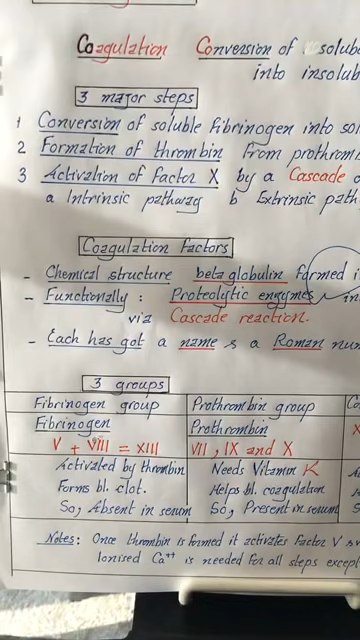 Coagulation Conversion of solub
into insolub
3 major steps
1 Conversion of soluble fibrinogen into sol
2 Formation of thrombin from prothrom
3 Activation of Factor X by a Cascade o
a Intrinsic pathway b Extrinsic path
Coagulation Factors
- Chemical structure beta globulin formed i
- Functionally : Proteolytic enzymes in
via Cascade reaction.
- Each has got a name & a Roman num
3 groups
Fibrinogen group Prothrombin group Co
Fibrinogen Prothrombin X
V + VIII = XIII VII, IX and X
Activated by thrombin Needs Vitamin K
Forms bl. clot. Helps bl. coagulation
So, Absent in serum So, Present in serum S
Notes: Once thrombin is formed it activates factor V
Ionised Ca++ is needed for all steps except